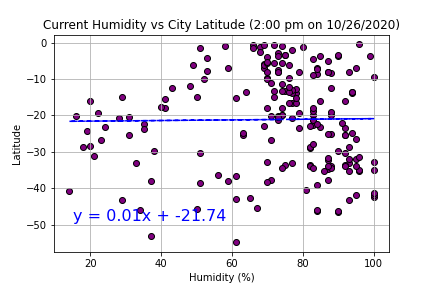 Current Humidity vs City Latitude (2:00 pm on 10/26/2020)
0
−10
−20
−30
−40
−50
Latitude
y = 0.01x + -21.74
20
40
60
80
100
Humidity (%)